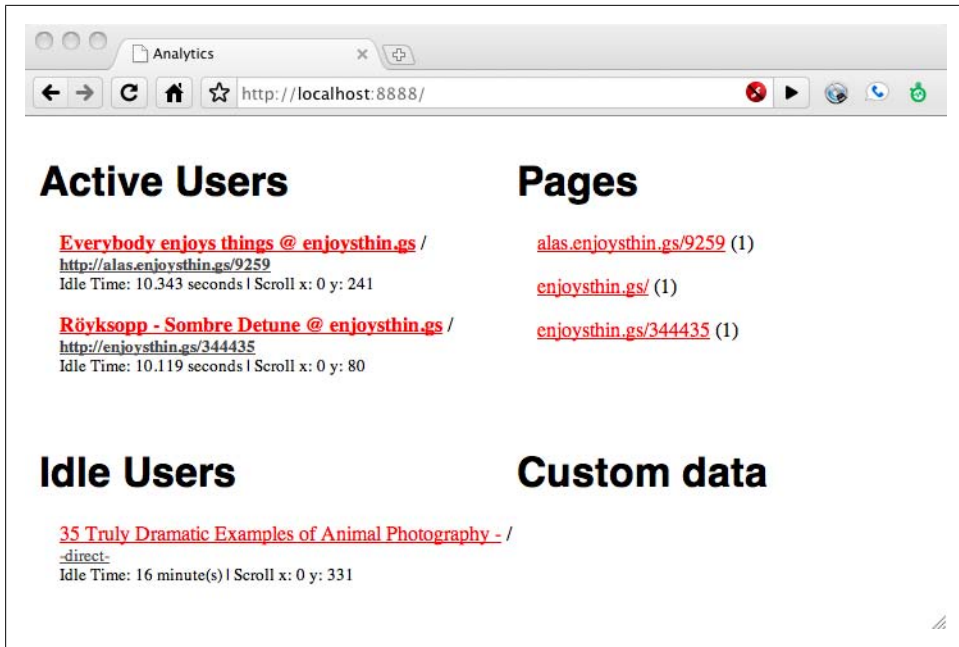 Analytics
http://localhost:8888/
Active Users
Everybody enjoys things @ enjoysthin.gs /
http://alas.enjoysthin.gs/9259
Idle Time: 10.343 seconds | Scroll x: 0 y: 241
Röyksopp - Sombre Detune @ enjoysthin.gs /
http://enjoysthin.gs/344435
Idle Time: 10.119 seconds | Scroll x: 0 y: 80
Pages
alas.enjoysthin.gs/9259 (1)
enjoysthin.gs/ (1)
enjoysthin.gs/344435 (1)
Idle Users
35 Truly Dramatic Examples of Animal Photography - /
-direct-
Idle Time: 16 minute(s) | Scroll x: 0 y: 331
Custom data